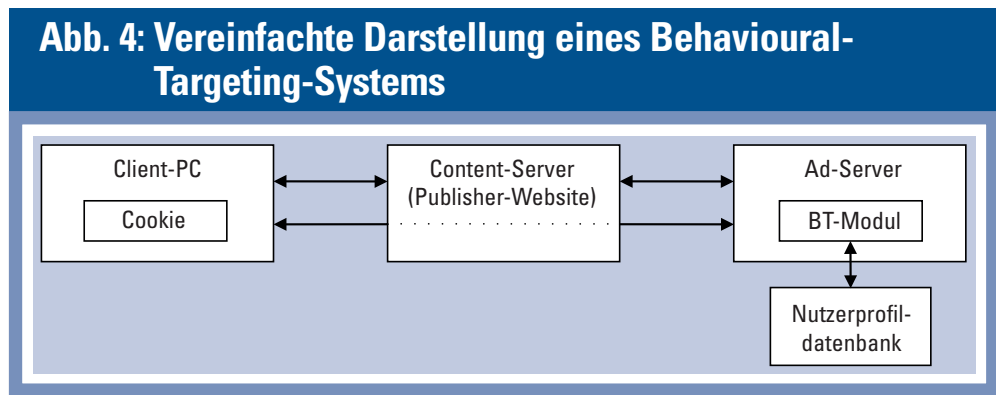 Abb. 4: Vereinfachte Darstellung eines Behavioural-
Targeting-Systems
Client-PC
Cookie
Content-Server
(Publisher-Website)
Ad-Server
BT-Modul
Nutzerprofil-
datenbank